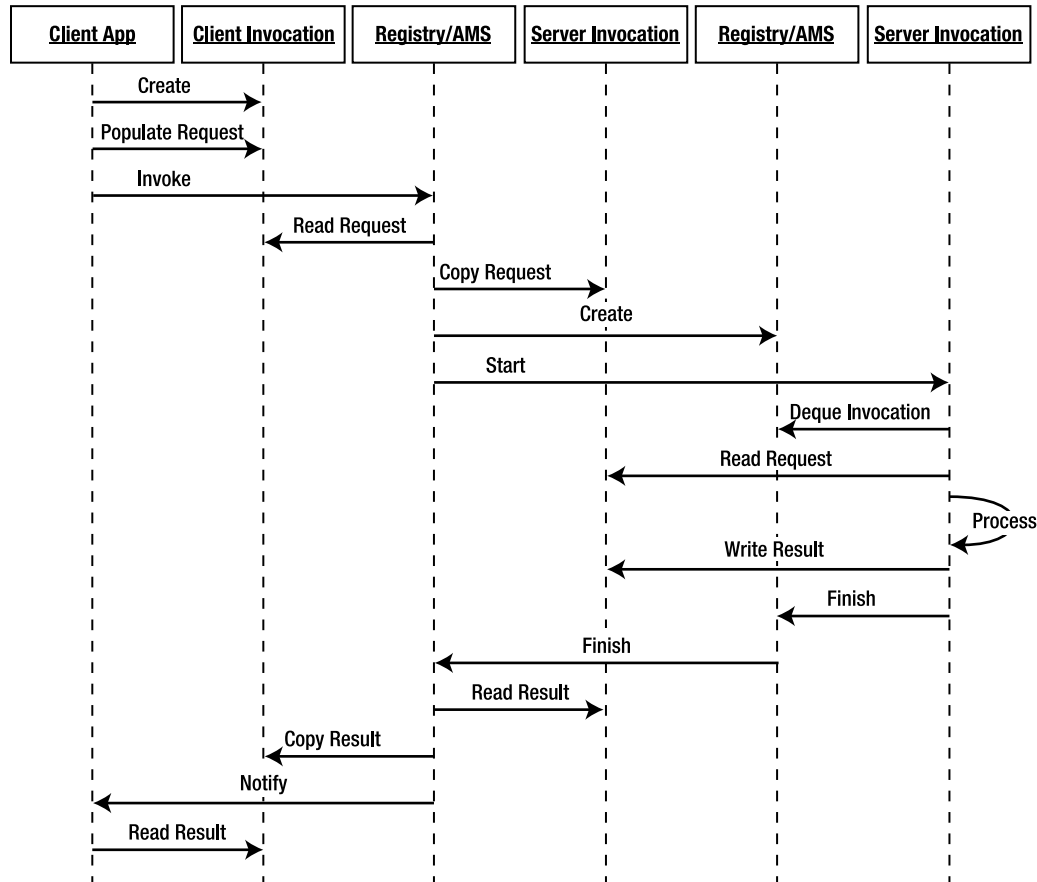 Client App
Client Invocation
Registry/AMS
Server Invocation
Registry/AMS
Server Invocation
Create
Populate Request
Invoke
Read Request
Copy Request
Create
Start
Deque Invocation
Read Request
Process
Write Result
Finish
Finish
Read Result
Copy Result
Notify
Read Result